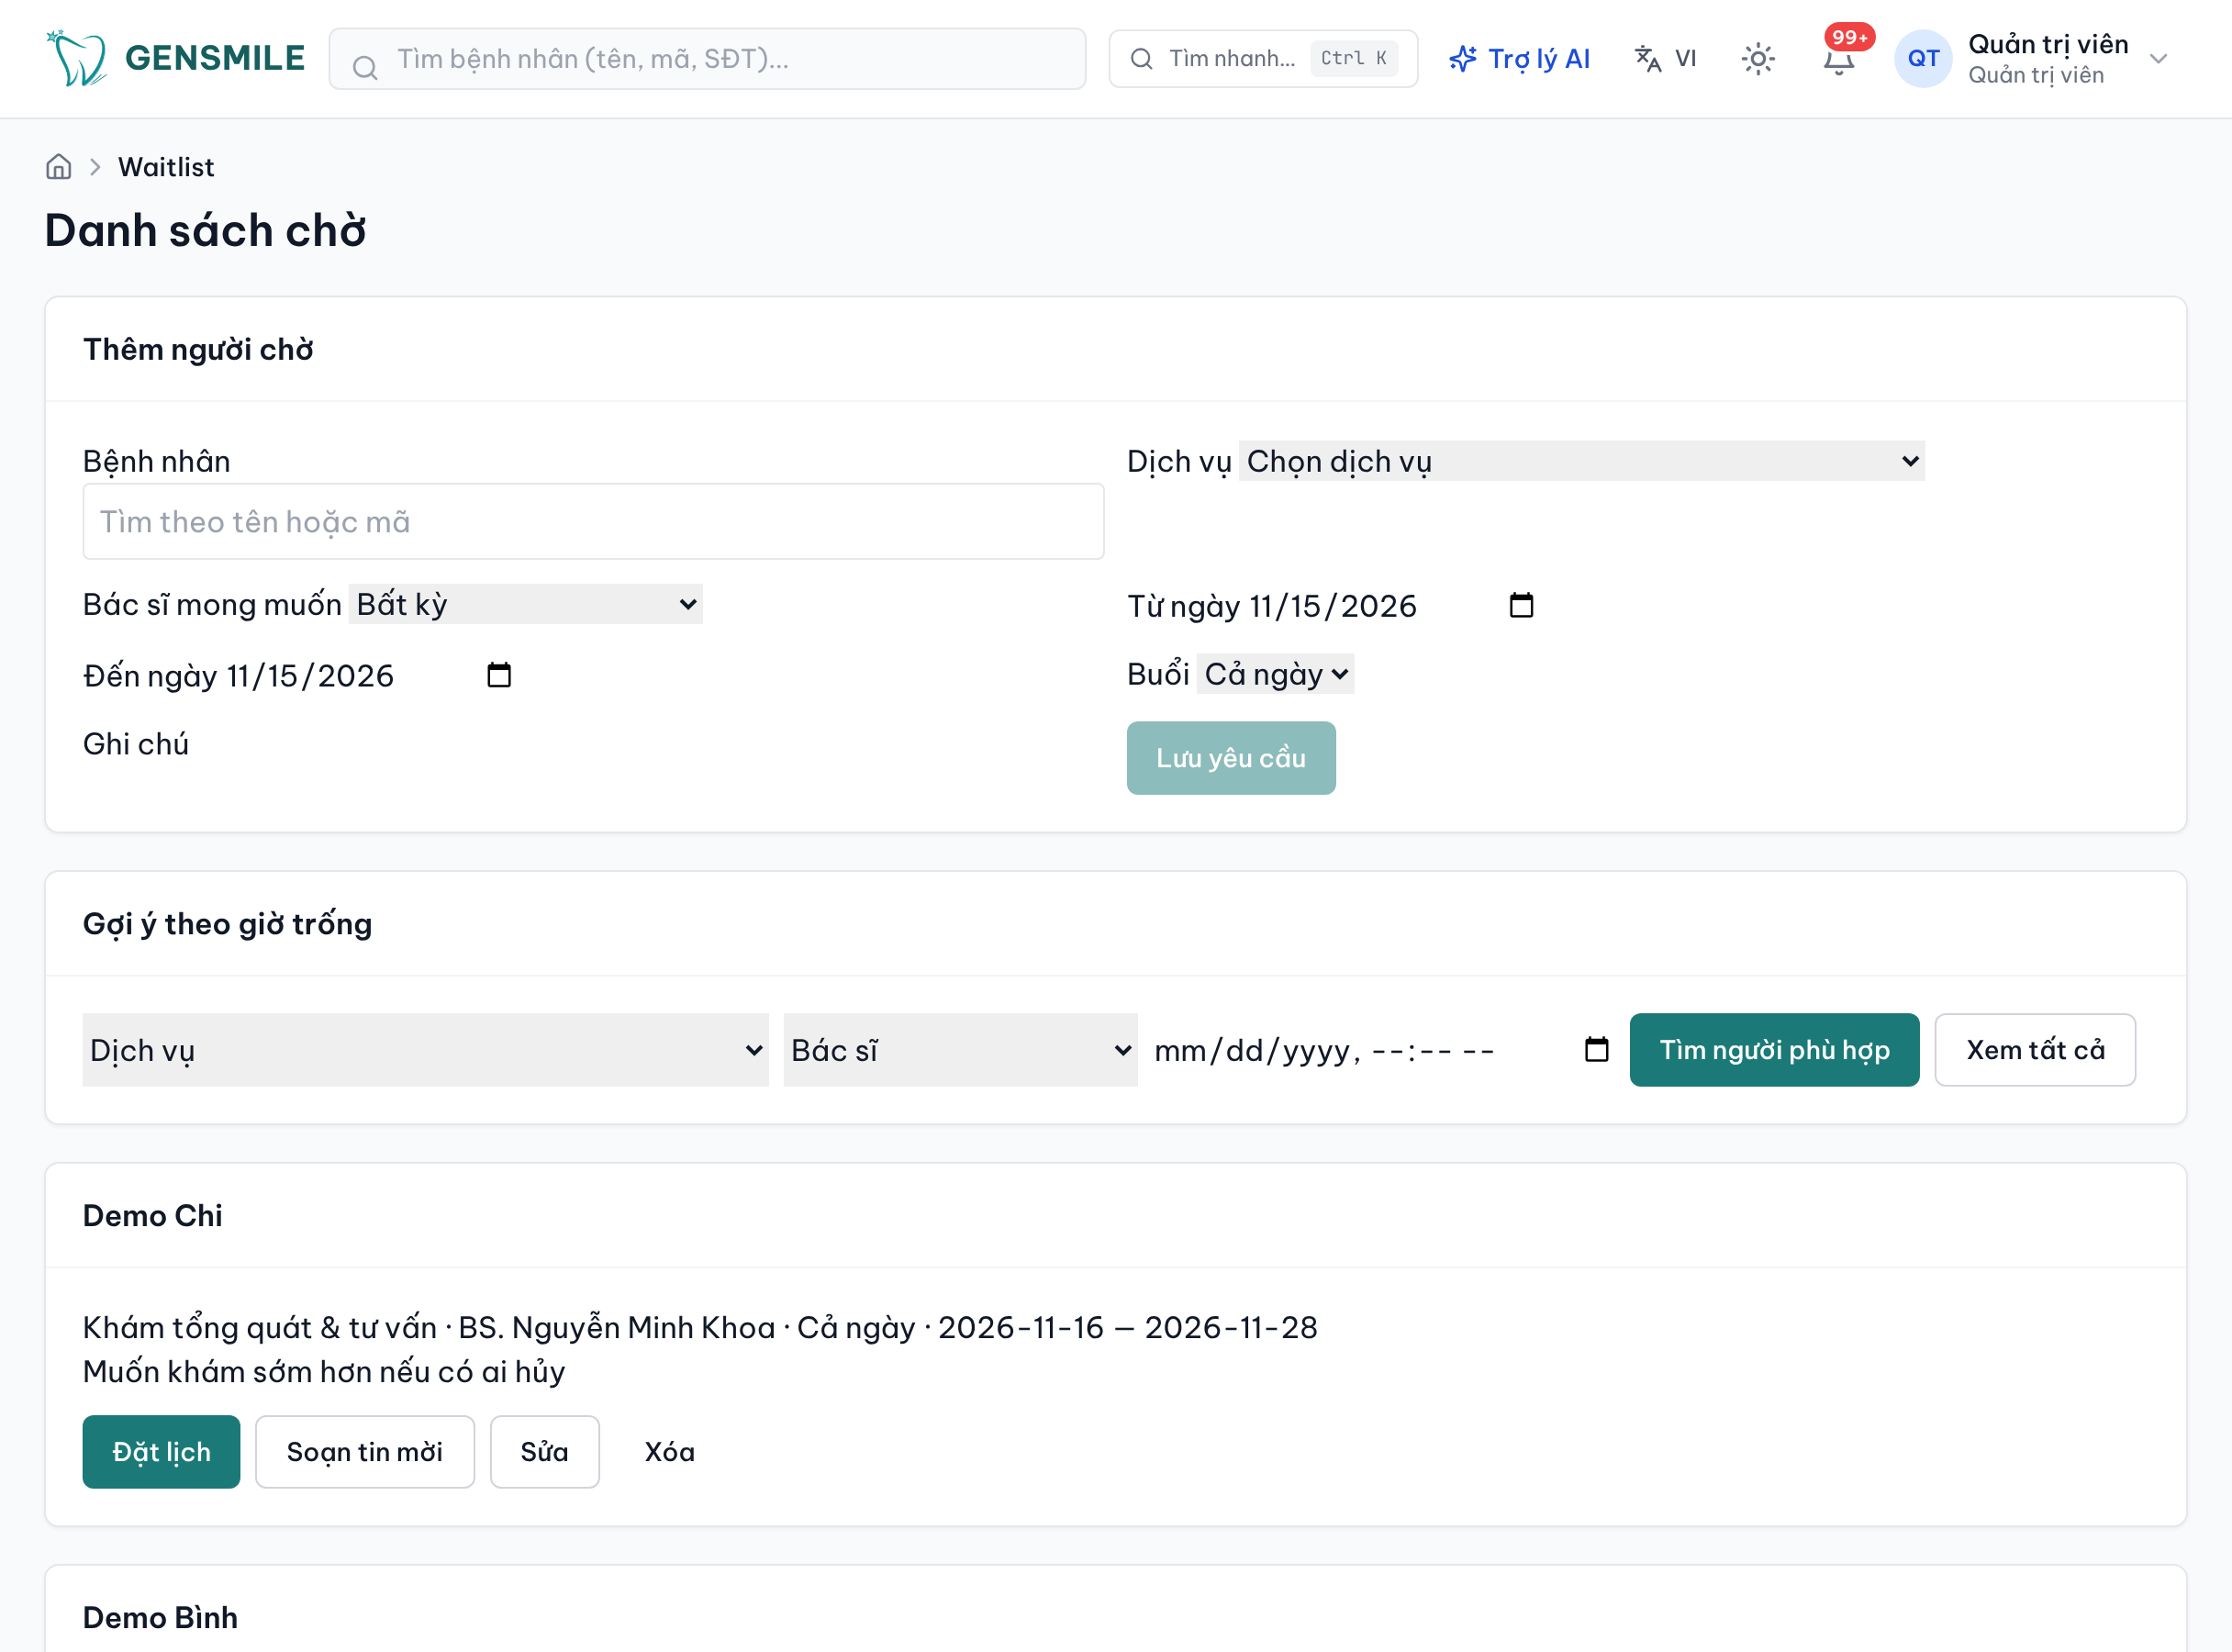 GENSMILE
Tìm bệnh nhân (tên, mã, SĐT)...
Tìm nhanh... Ctrl K
Trợ lý AI
VI
99+
QT
Quản trị viên
Quản trị viên
Waitlist
Danh sách chờ
Thêm người chờ
Bệnh nhân
Tìm theo tên hoặc mã
Dịch vụ Chọn dịch vụ
Bác sĩ mong muốn Bất kỳ
Từ ngày 11/15/2026
Đến ngày 11/15/2026
Buổi Cả ngày
Ghi chú
Lưu yêu cầu
Gợi ý theo giờ trống
Dịch vụ Bác sĩ mm/dd/yyyy, --:-- -- Tìm người phù hợp Xem tất cả
Demo Chi
Khám tổng quát & tư vấn · BS. Nguyễn Minh Khoa · Cả ngày · 2026-11-16 — 2026-11-28
Muốn khám sớm hơn nếu có ai hủy
Đặt lịch Soạn tin mời Sửa Xóa
Demo Bình